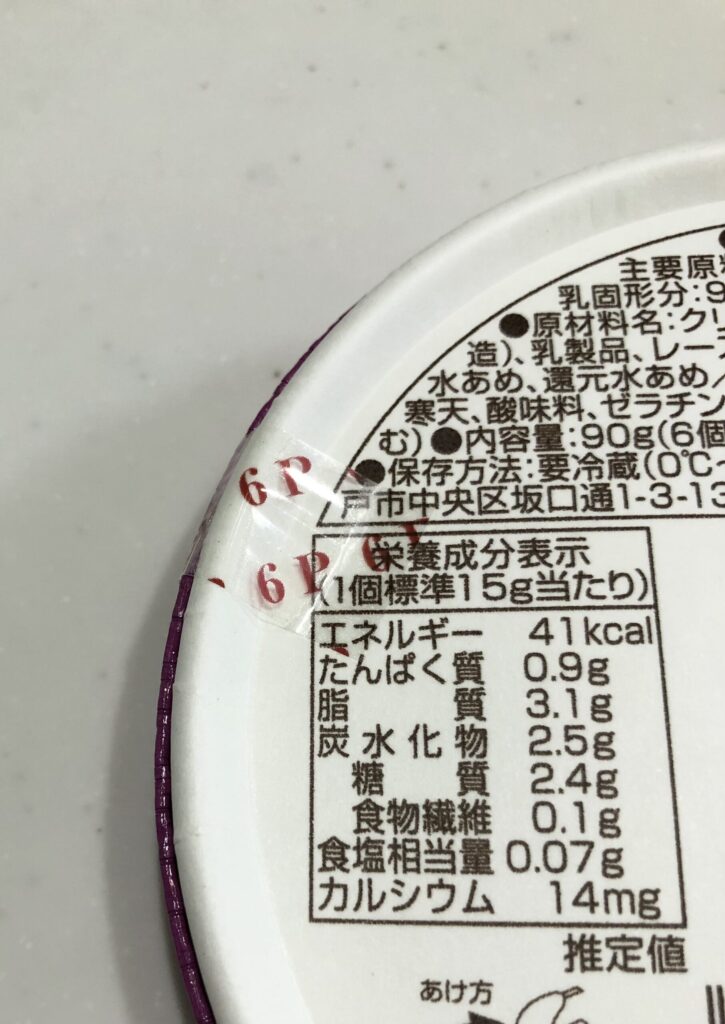 主要原
乳固形分:9
●原材料名:クリ
造)、乳製品、レーズ
水あめ、還元水あめ/
寒天、酸味料、ゼラチン
む)●内容量:90g(6個
●保存方法:要冷蔵(0℃~
戸市中央区坂口通1-3-13
6P
6P 6P
栄養成分表示
(1個標準15g当たり)
エネルギー 41kcal
たんぱく質 0.9g
脂質 3.1g
炭水化物 2.5g
糖質 2.4g
食物繊維 0.1g
食塩相当量 0.07g
カルシウム 14mg
推定値
あけ方